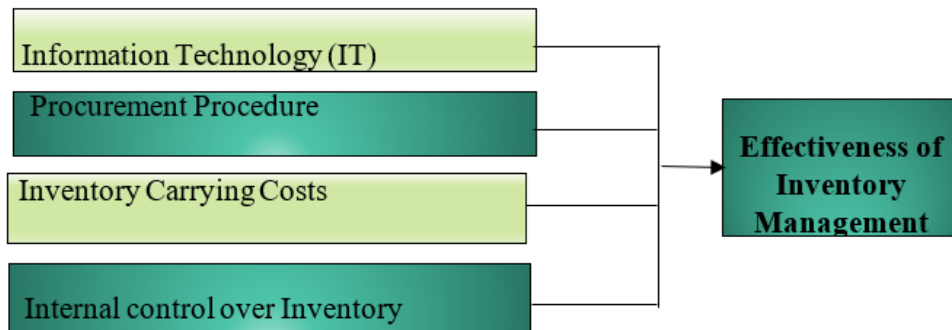 Information Technology (IT)
Procurement Procedure
Inventory Carrying Costs
Internal control over Inventory
Effectiveness of
Inventory
Management